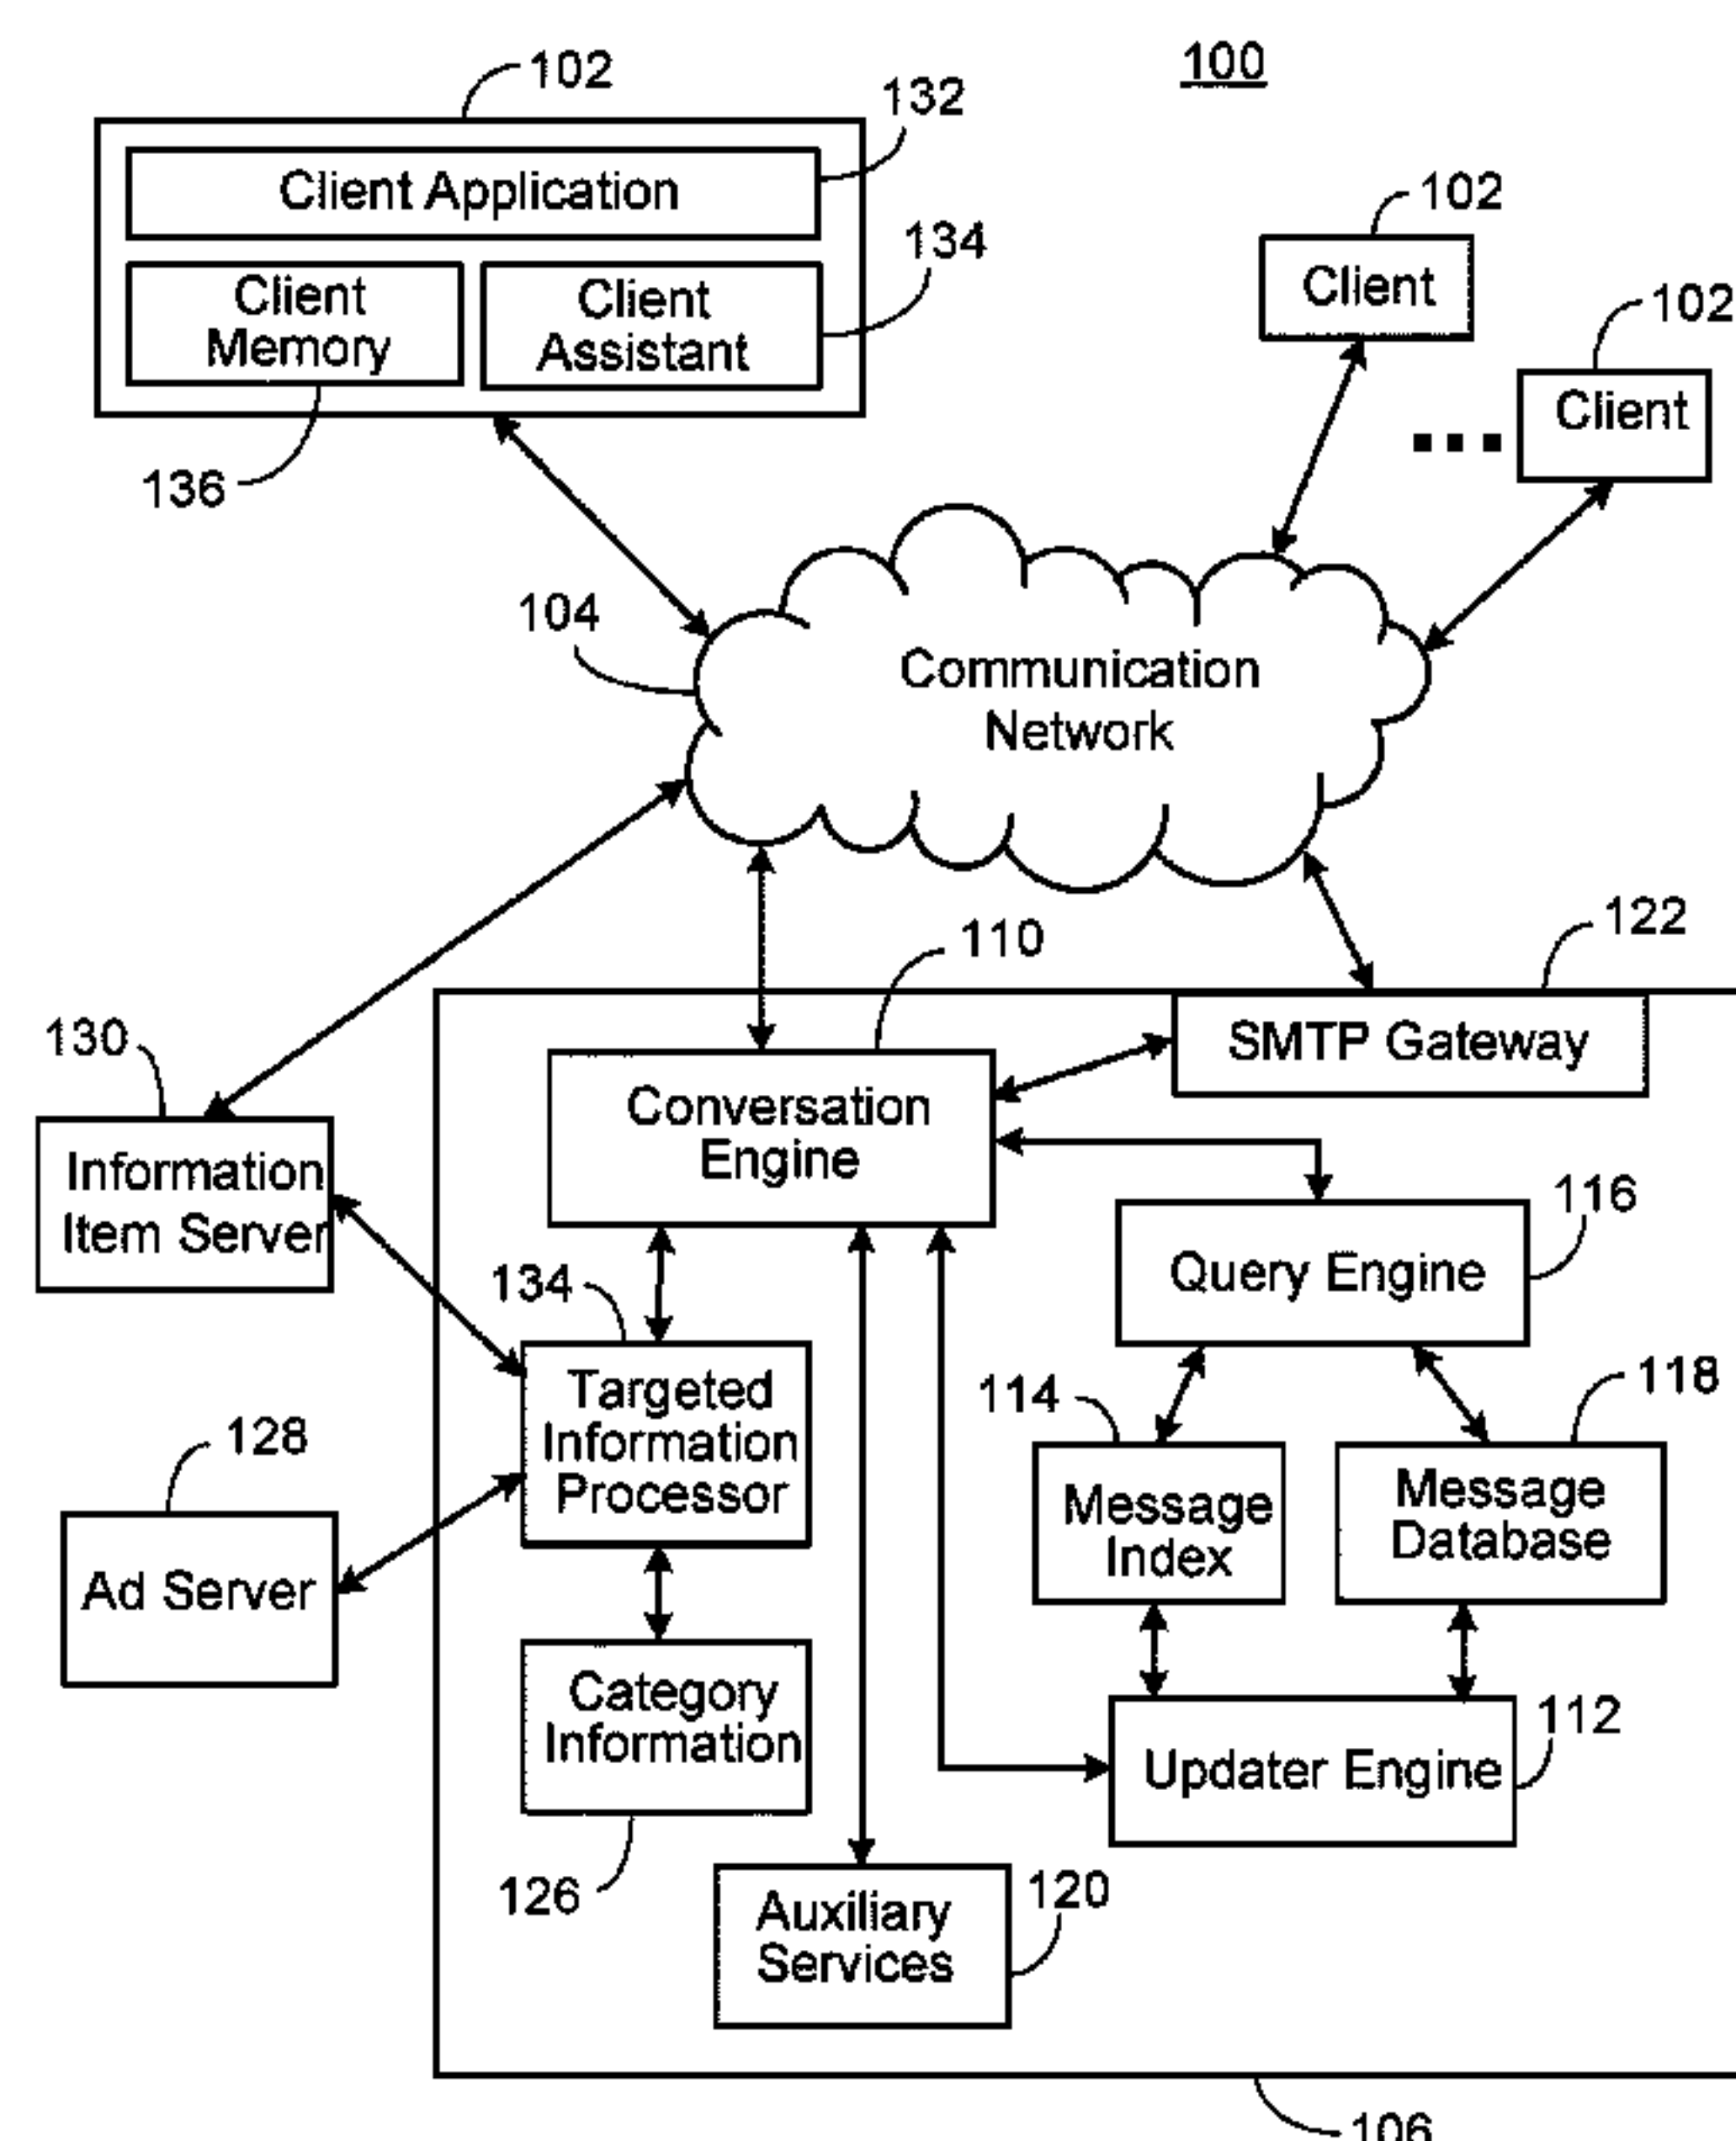 100
102
132
Client Application
134
Client
Memory
Client
Assistant
136
102
Client
102
Client
104
Communication
Network
110
122
SMTP Gateway
130
Information
Item Server
Conversation
Engine
116
Query Engine
134
Targeted
Information
Processor
114
Message
Index
118
Message
Database
128
Ad Server
Category
Information
126
112
Updater Engine
120
Auxiliary
Services
106